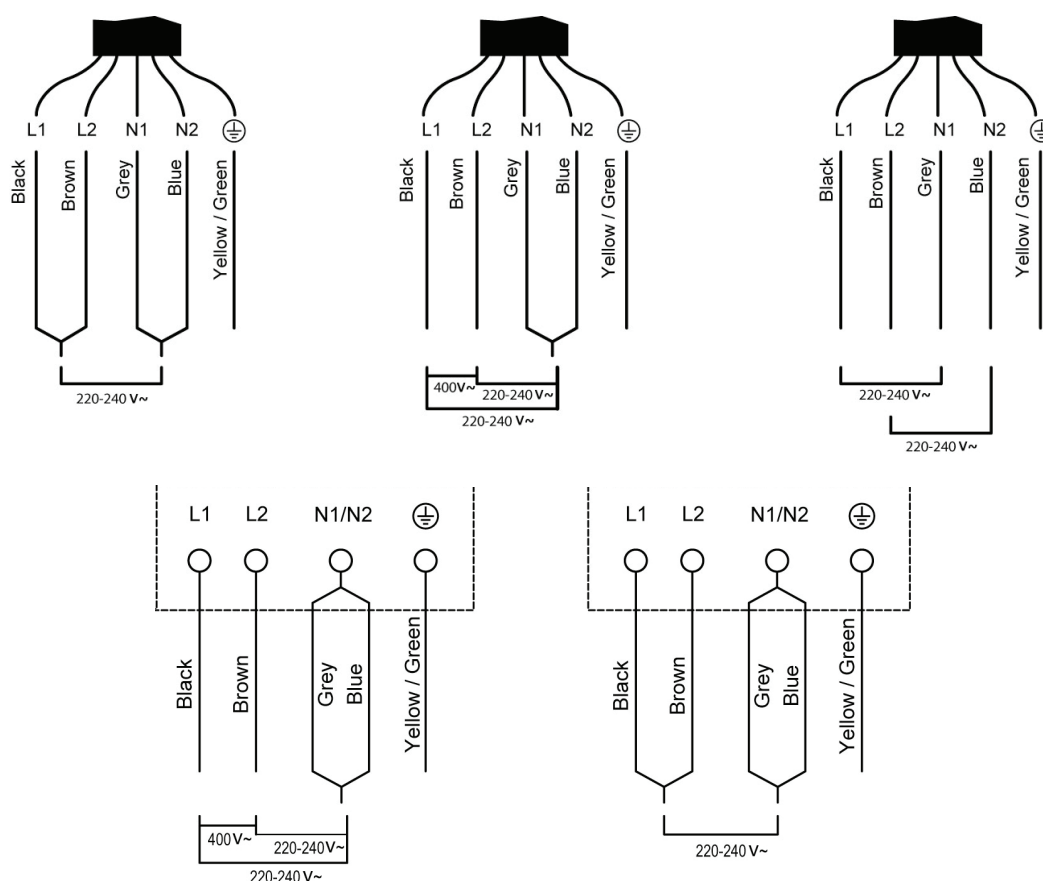 L1 L2 N1 N2
Black
Brown
Grey
Blue
Yellow / Green
220-240 V~
L1 L2 N1 N2
Black
Brown
Grey
Blue
Yellow / Green
400V~
220-240 V~
220-240 V~
L1 L2 N1 N2
Black
Brown
Grey
Blue
Yellow / Green
220-240 V~
220-240 V~
L1 L2 N1/N2
Black
Brown
Grey
Blue
Yellow / Green
400V~
220-240V~
220-240 V~
L1 L2 N1/N2
Black
Brown
Grey
Blue
Yellow / Green
220-240 V~